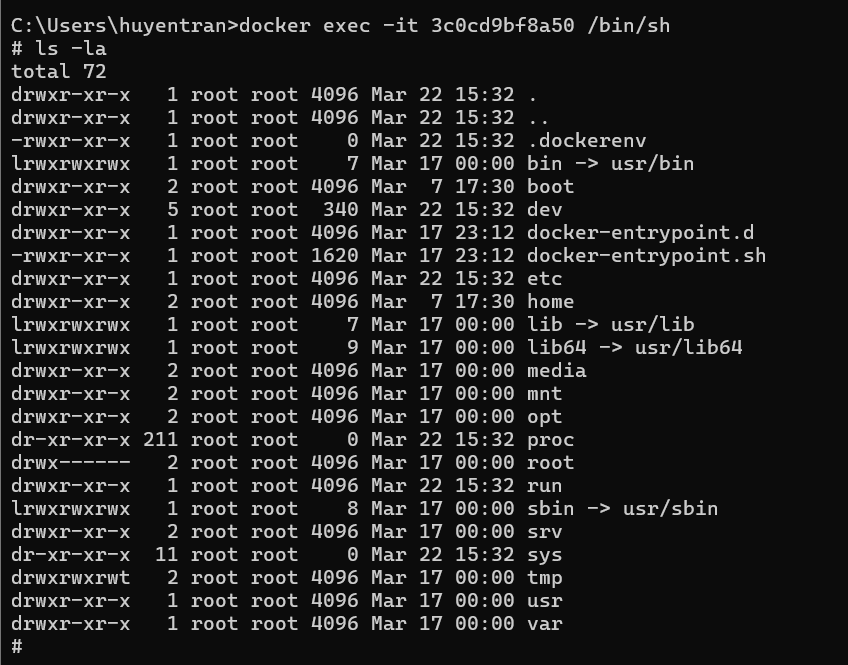 C:\Users\huyentran>docker exec -it 3c0cd9bf8a50 /bin/sh
# ls -la
total 72
drwxr-xr-x   1 root root 4096 Mar 22 15:32 .
drwxr-xr-x   1 root root 4096 Mar 22 15:32 ..
-rwxr-xr-x   1 root root    0 Mar 22 15:32 .dockerenv
lrwxrwxrwx   1 root root    7 Mar 17 00:00 bin -> usr/bin
drwxr-xr-x   2 root root 4096 Mar  7 17:30 boot
drwxr-xr-x   5 root root  340 Mar 22 15:32 dev
drwxr-xr-x   1 root root 4096 Mar 17 23:12 docker-entrypoint.d
-rwxr-xr-x   1 root root 1620 Mar 17 23:12 docker-entrypoint.sh
drwxr-xr-x   1 root root 4096 Mar 22 15:32 etc
drwxr-xr-x   2 root root 4096 Mar  7 17:30 home
lrwxrwxrwx   1 root root    7 Mar 17 00:00 lib -> usr/lib
lrwxrwxrwx   1 root root    9 Mar 17 00:00 lib64 -> usr/lib64
drwxr-xr-x   2 root root 4096 Mar 17 00:00 media
drwxr-xr-x   2 root root 4096 Mar 17 00:00 mnt
drwxr-xr-x   2 root root 4096 Mar 17 00:00 opt
dr-xr-xr-x 211 root root    0 Mar 22 15:32 proc
drwx------   2 root root 4096 Mar 17 00:00 root
drwxr-xr-x   1 root root 4096 Mar 22 15:32 run
lrwxrwxrwx   1 root root    8 Mar 17 00:00 sbin -> usr/sbin
drwxr-xr-x   2 root root 4096 Mar 17 00:00 srv
dr-xr-xr-x  11 root root    0 Mar 22 15:32 sys
drwxrwxrwt   2 root root 4096 Mar 17 00:00 tmp
drwxr-xr-x   1 root root 4096 Mar 17 00:00 usr
drwxr-xr-x   1 root root 4096 Mar 17 00:00 var
#